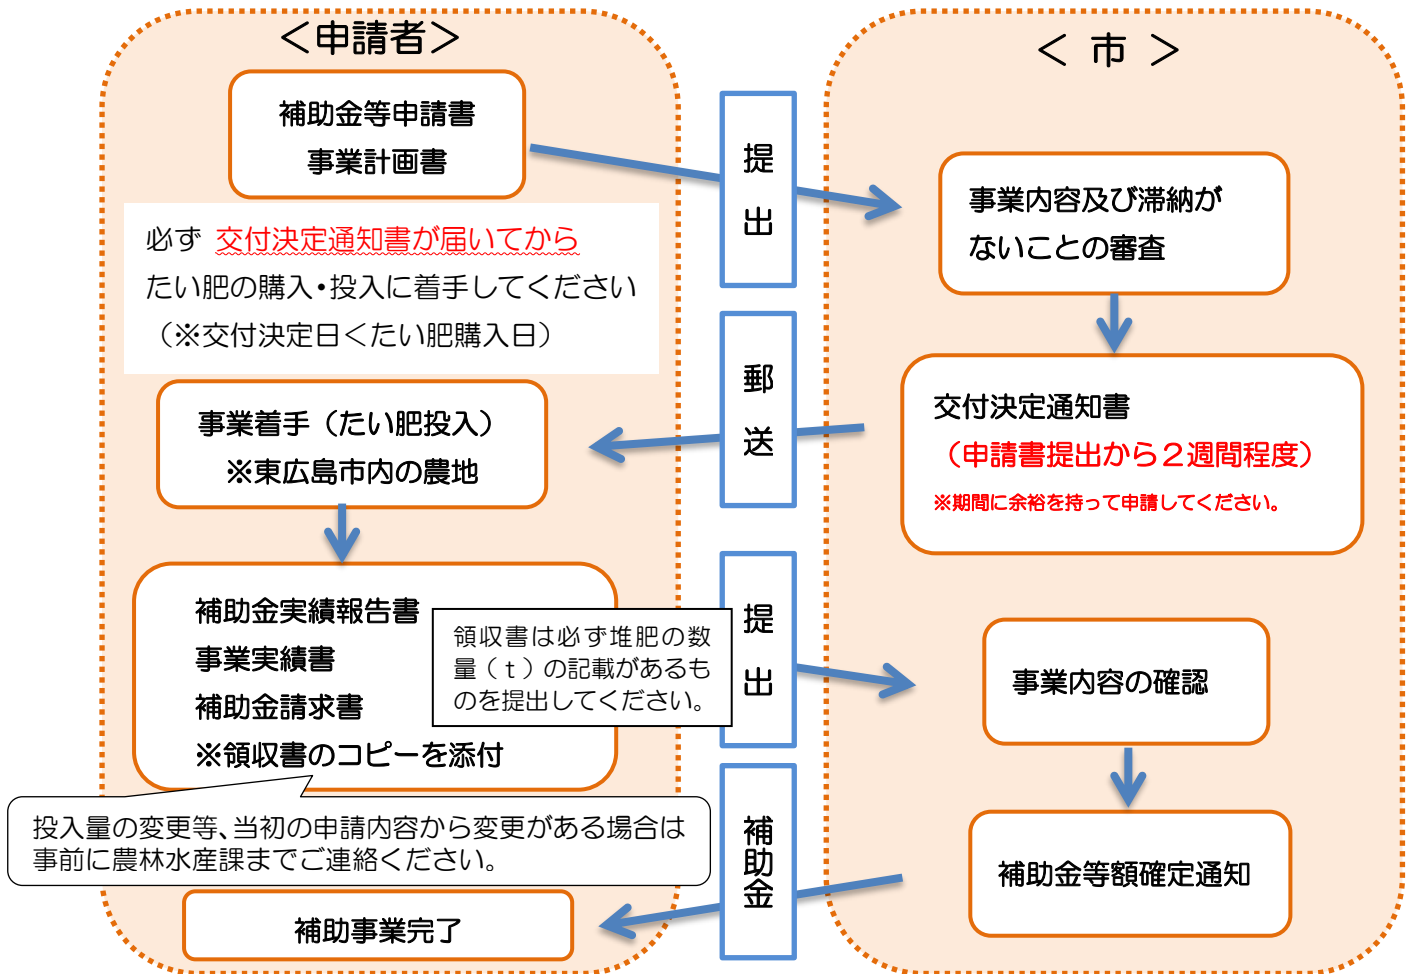 ＜申請者＞
補助金等申請書
事業計画書
必ず 交付決定通知書が届いてから
たい肥の購入・投入に着手してください
（※交付決定日＜たい肥購入日）
事業着手（たい肥投入）
※東広島市内の農地
補助金実績報告書
事業実績書
補助金請求書
※領収書のコピーを添付
領収書は必ず堆肥の数
量（ｔ）の記載があるも
のを提出してください。
投入量の変更等、当初の申請内容から変更がある場合は
事前に農林水産課までご連絡ください。
補助事業完了
提出
郵送
提出
補助金
＜ 市 ＞
事業内容及び滞納が
ないことの審査
交付決定通知書
（申請書提出から２週間程度）
※期間に余裕を持って申請してください。
事業内容の確認
補助金等額確定通知